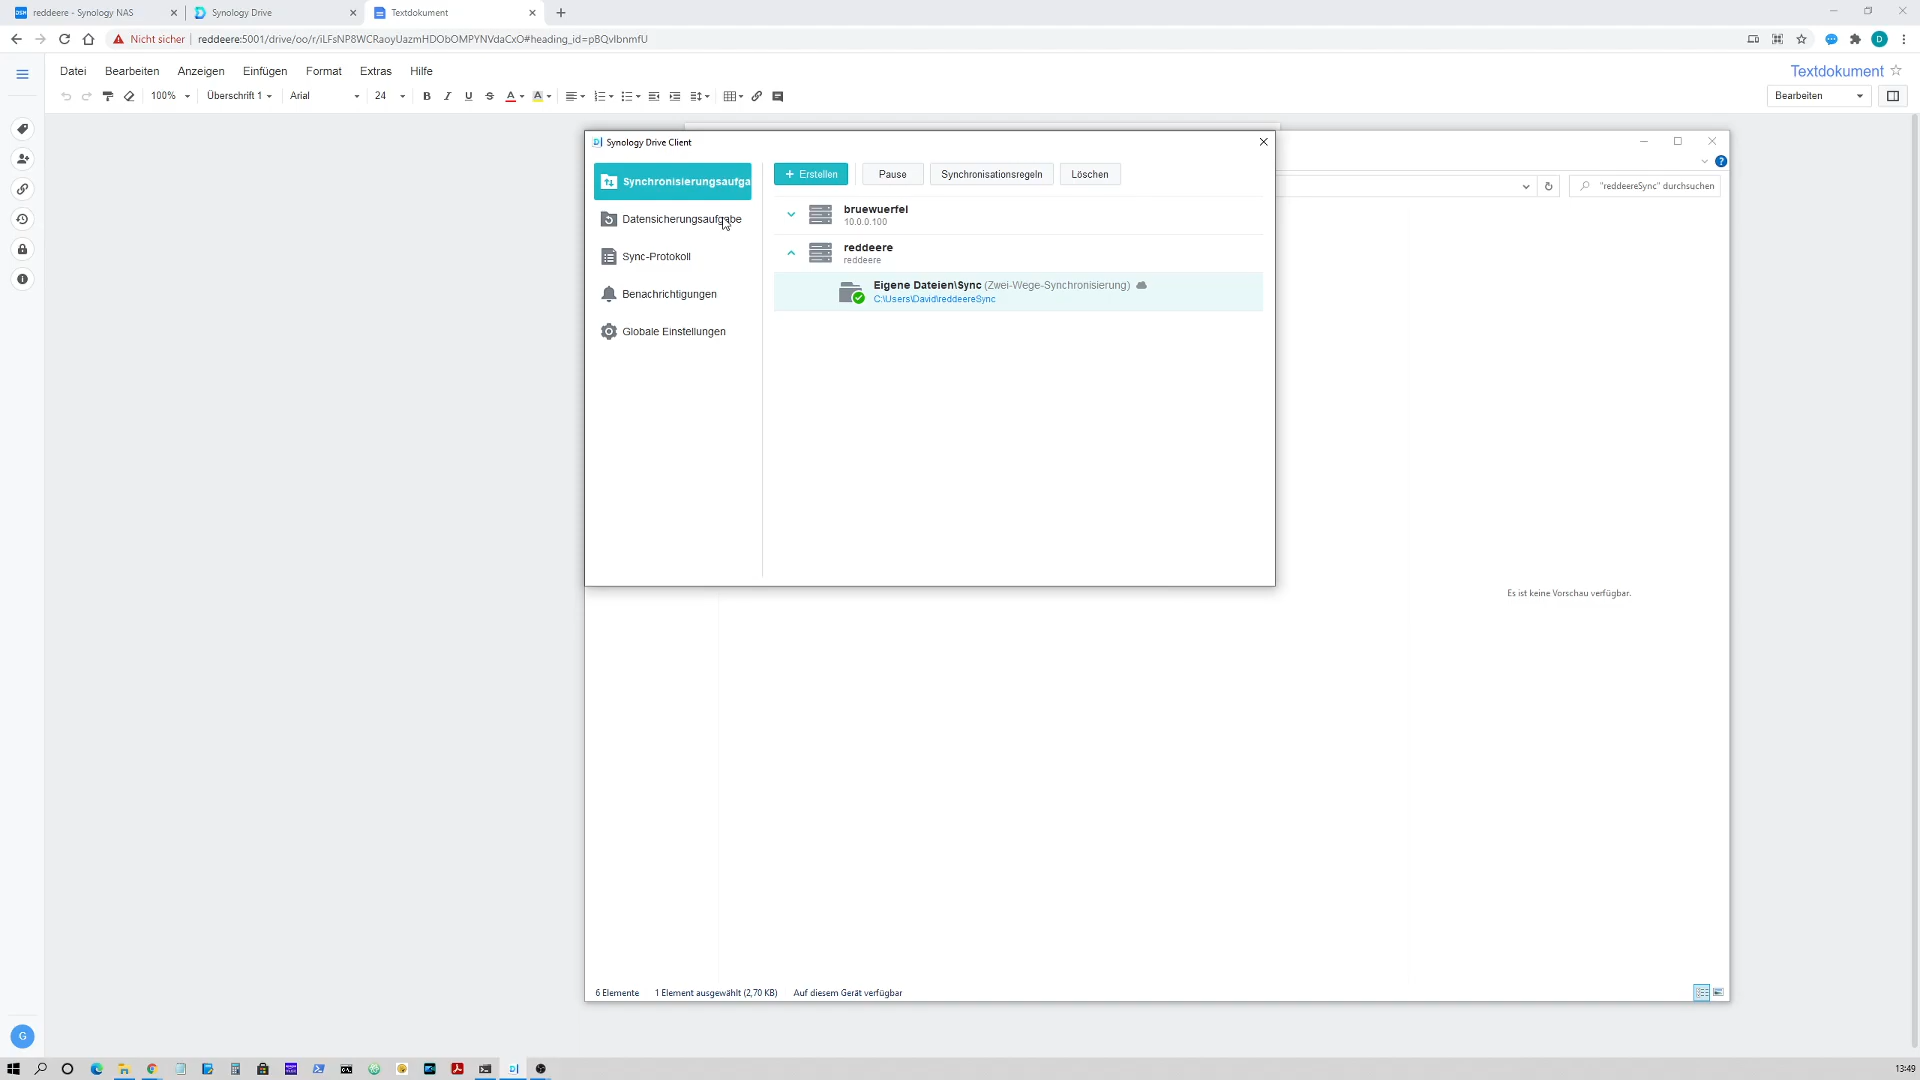 reddeere - Synology NAS
Synology Drive
Textdokument
Nicht sicher
reddeere:5001/drive/oo/r/iLFsNP8WCRaoyUazmHDObOMPYNVdaCxO#heading_id=pBQvlbnmfU
Datei Bearbeiten Anzeigen Einfügen Format Extras Hilfe
Textdokument
100% Überschrift 1 Arial 24
Bearbeiten
Synology Drive Client
Synchronisierungsaufga
Datensicherungsaufgabe
Sync-Protokoll
Benachrichtigungen
Globale Einstellungen
+ Erstellen
Pause
Synchronisationsregeln
Löschen
bruewuerfel
10.0.0.100
reddeere
reddeere
Eigene Dateien\Sync (Zwei-Wege-Synchronisierung)
C:\Users\David\reddeereSync
"reddeereSync" durchsuchen
Es ist keine Vorschau verfügbar.
6 Elemente 1 Element ausgewählt (2,70 KB) Auf diesem Gerät verfügbar
G
13:49